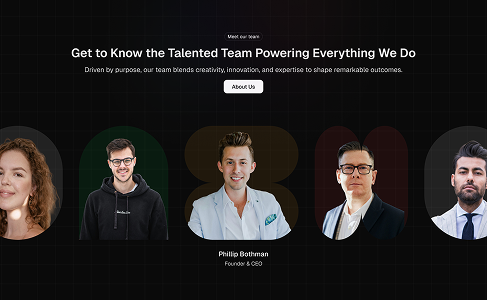 Meet our team
Get to Know the Talented Team Powering Everything We Do
Driven by purpose, our team blends creativity, innovation, and expertise to shape remarkable outcomes.
About Us
Phillip Bothman
Founder & CEO